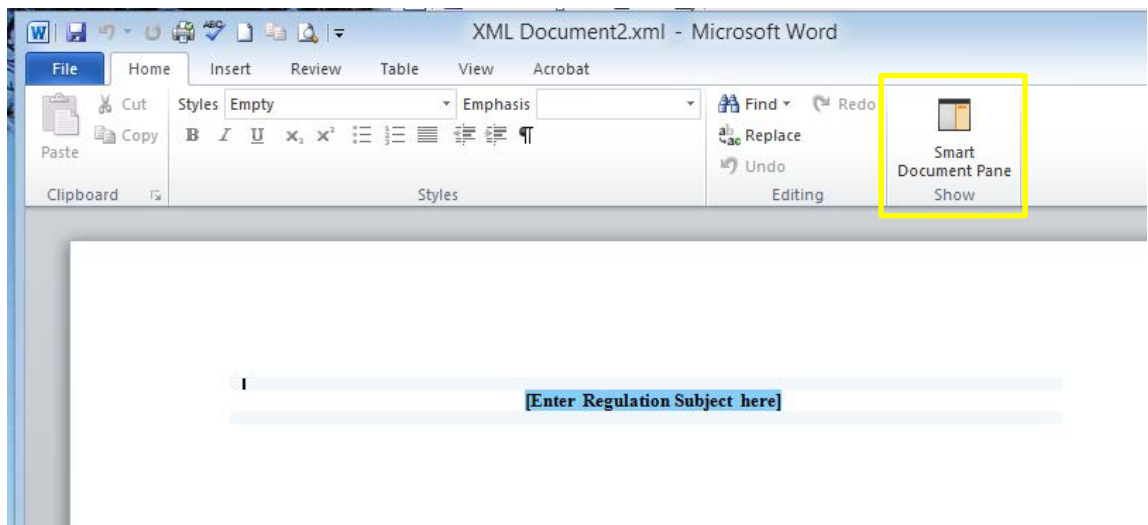 XML Document2.xml - Microsoft Word
File Home Insert Review Table View Acrobat
Cut Styles Empty Emphasis Find Redo
Copy B I U x, x² Replace
Paste Undo
Smart
Document Pane
Clipboard Styles Editing Show
[Enter Regulation Subject here]